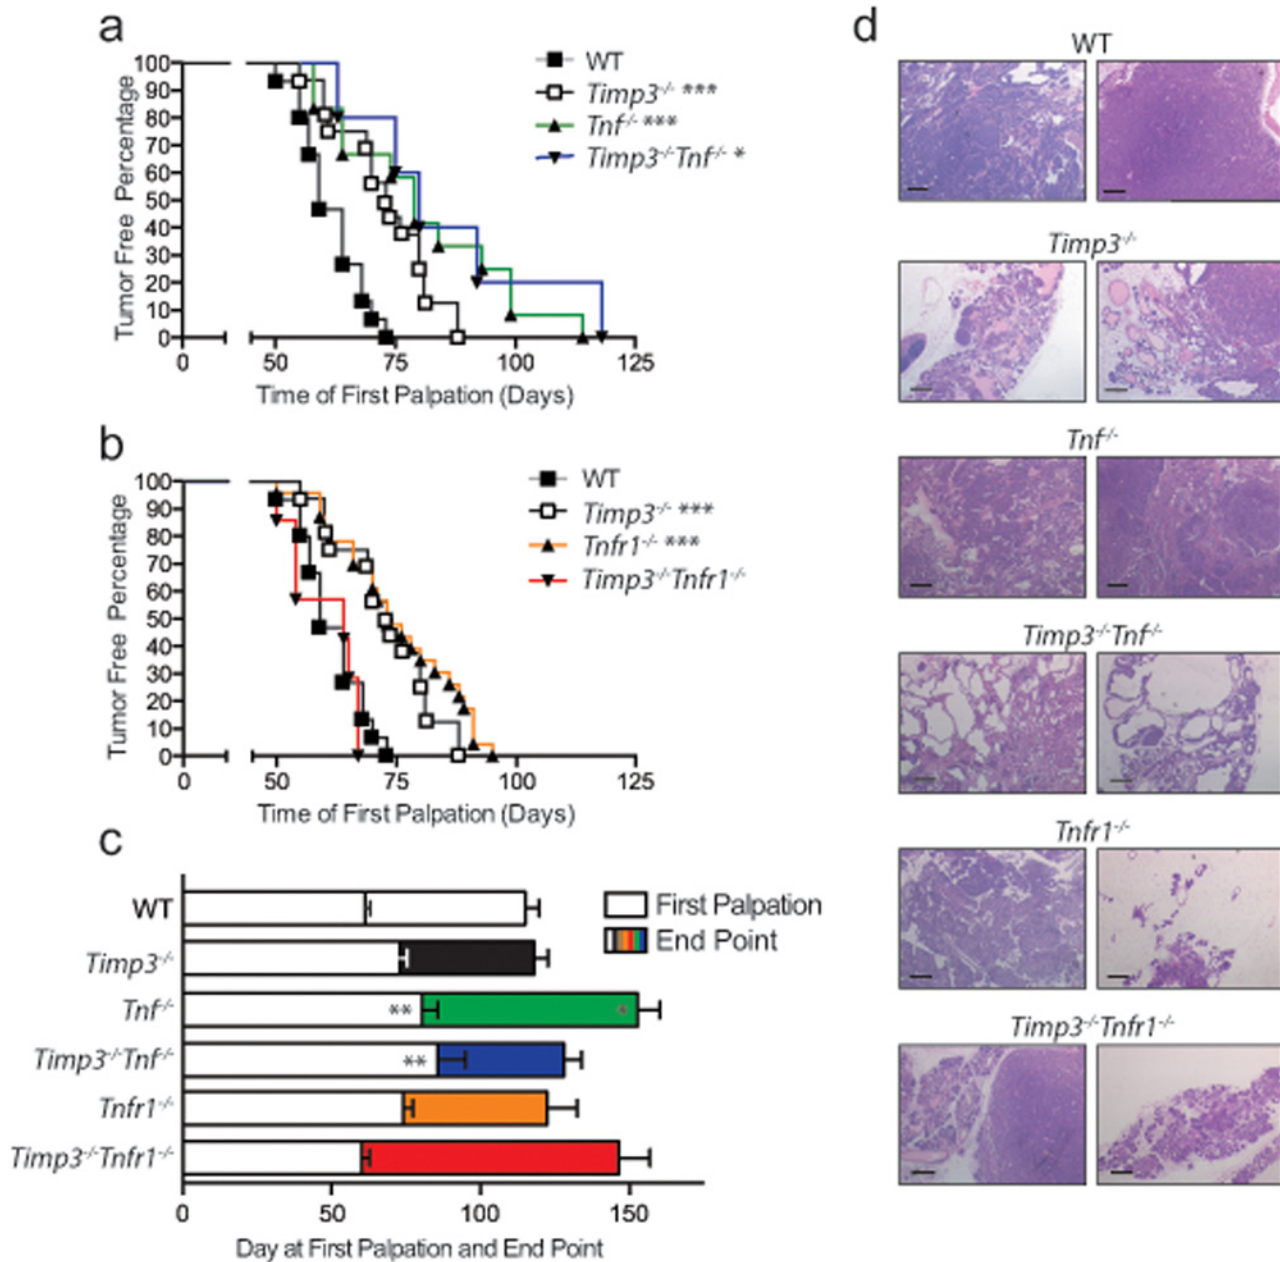 a
100
90
80
70
60
50
40
30
20
10
0
Tumor Free Percentage
0 50 75 100 125
Time of First Palpation (Days)
WT
Timp3-/- ***
Tnf-/- ***
Timp3-/-Tnf-/- *
b
100
90
80
70
60
50
40
30
20
10
0
Tumor Free Percentage
0 50 75 100 125
Time of First Palpation (Days)
WT
Timp3-/- ***
Tnfr1-/- ***
Timp3-/-Tnfr1-/-
c
WT
Timp3-/-
Tnf-/- ** *
Timp3-/-Tnf-/- **
Tnfr1-/-
Timp3-/-Tnfr1-/-
First Palpation
End Point
0 50 100 150
Day at First Palpation and End Point
d
WT
Timp3-/-
Tnf-/-
Timp3-/-Tnf-/-
Tnfr1-/-
Timp3-/-Tnfr1-/-